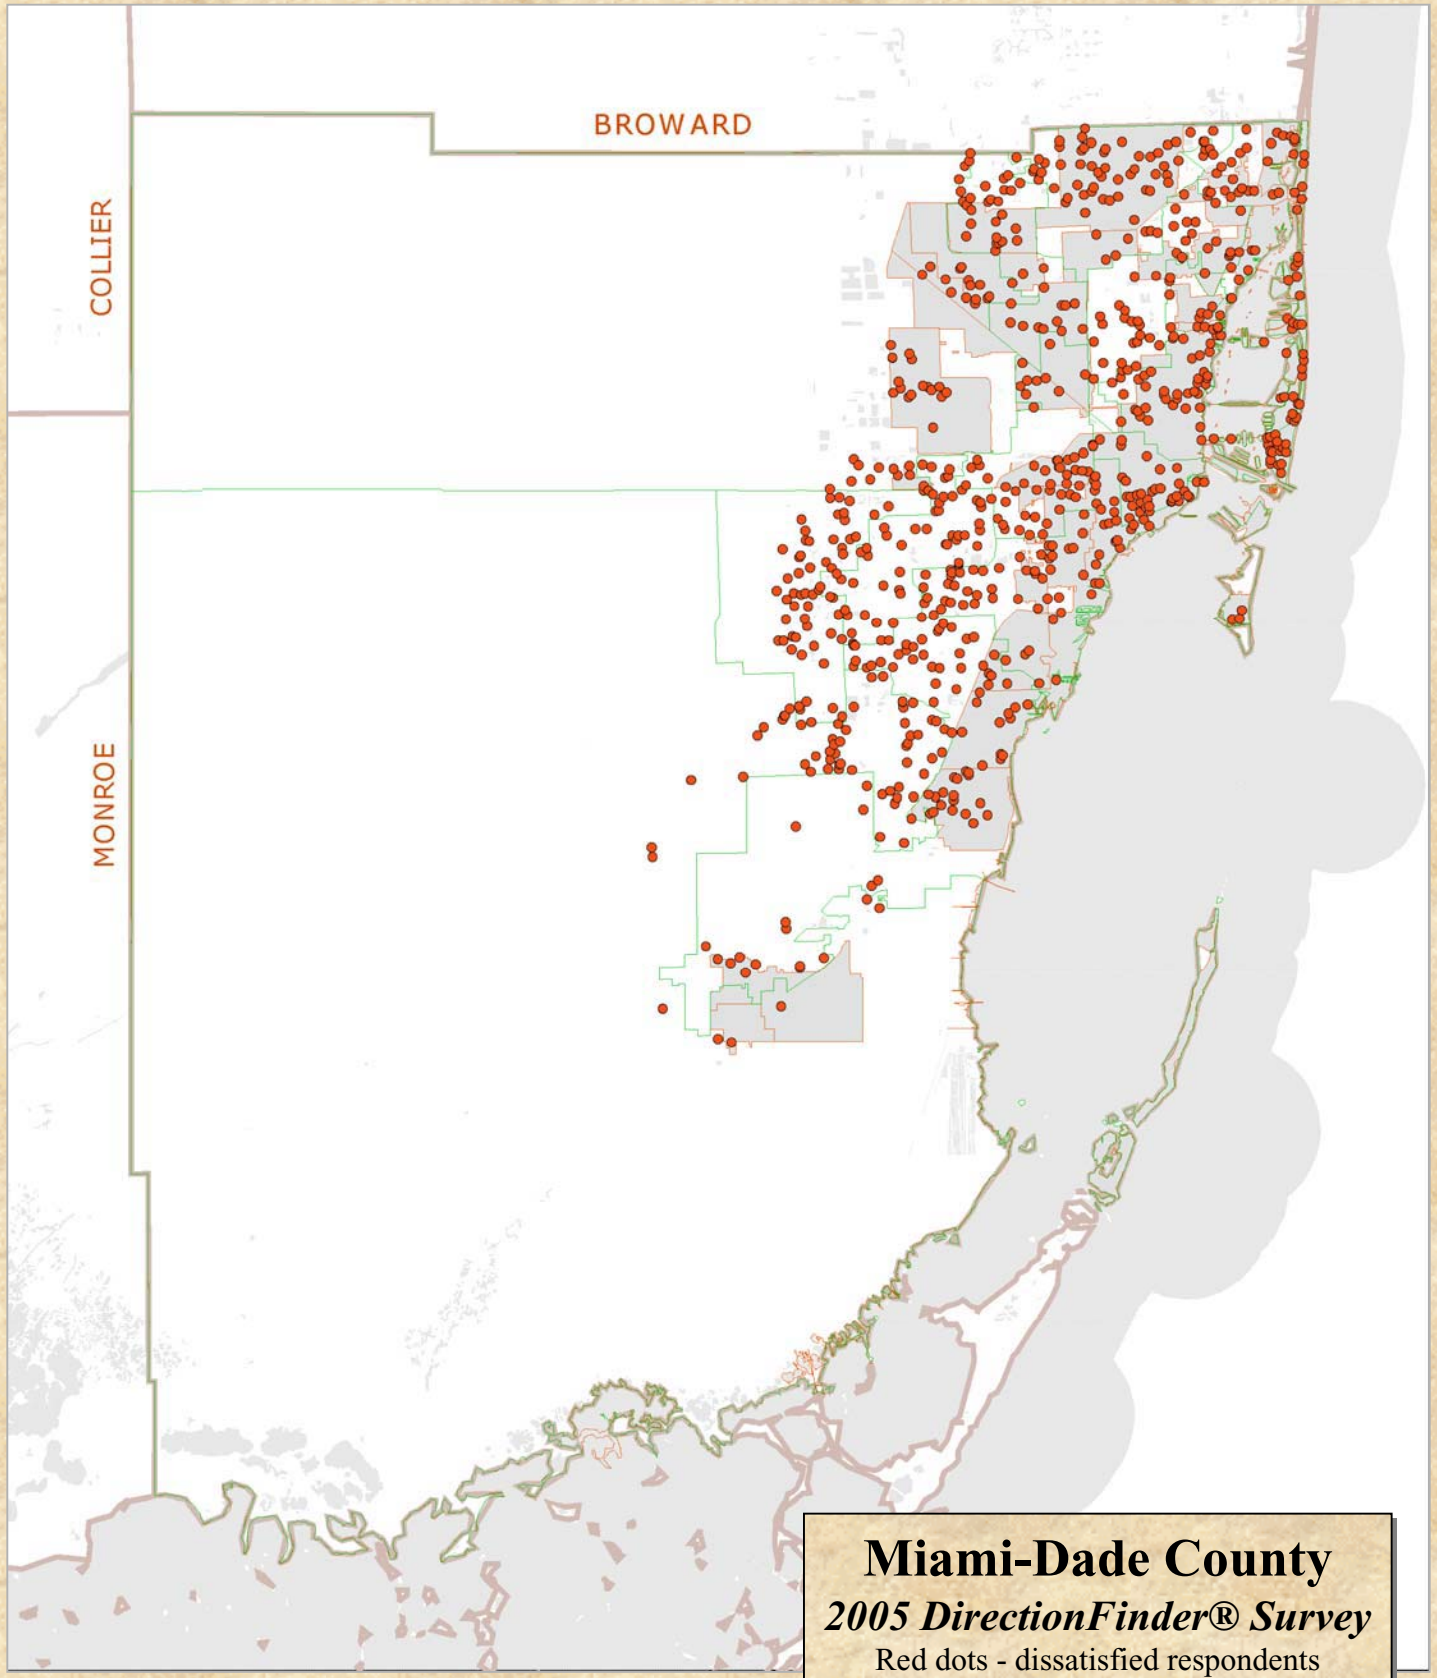 BROWARD
COLLIER
MONROE
Miami-Dade County
2005 DirectionFinder® Survey
Red dots - dissatisfied respondents